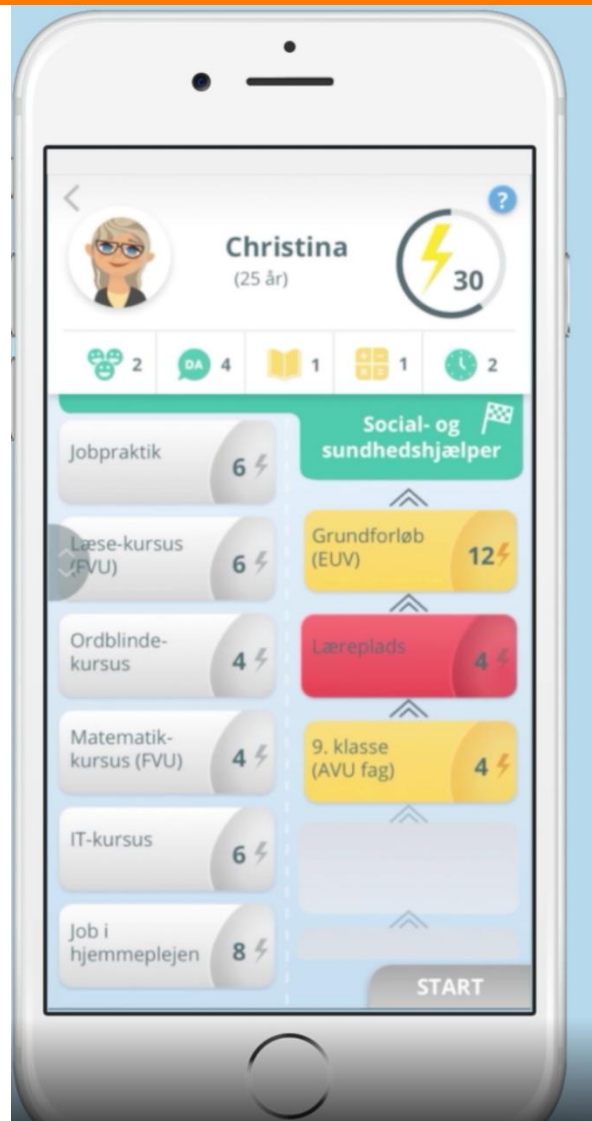 ?
Christina
(25 år)
30
2
DA
4
1
1
2
Social- og
sundhedshjælper
Jobpraktik
6
Læse-kursus
(FVU)
6
Ordblinde-
kursus
4
Matematik-
kursus (FVU)
4
IT-kursus
6
Job i
hjemmeplejen
8
Grundforløb
(EUV)
12
Læreplads
4
9. klasse
(AVU fag)
4
START